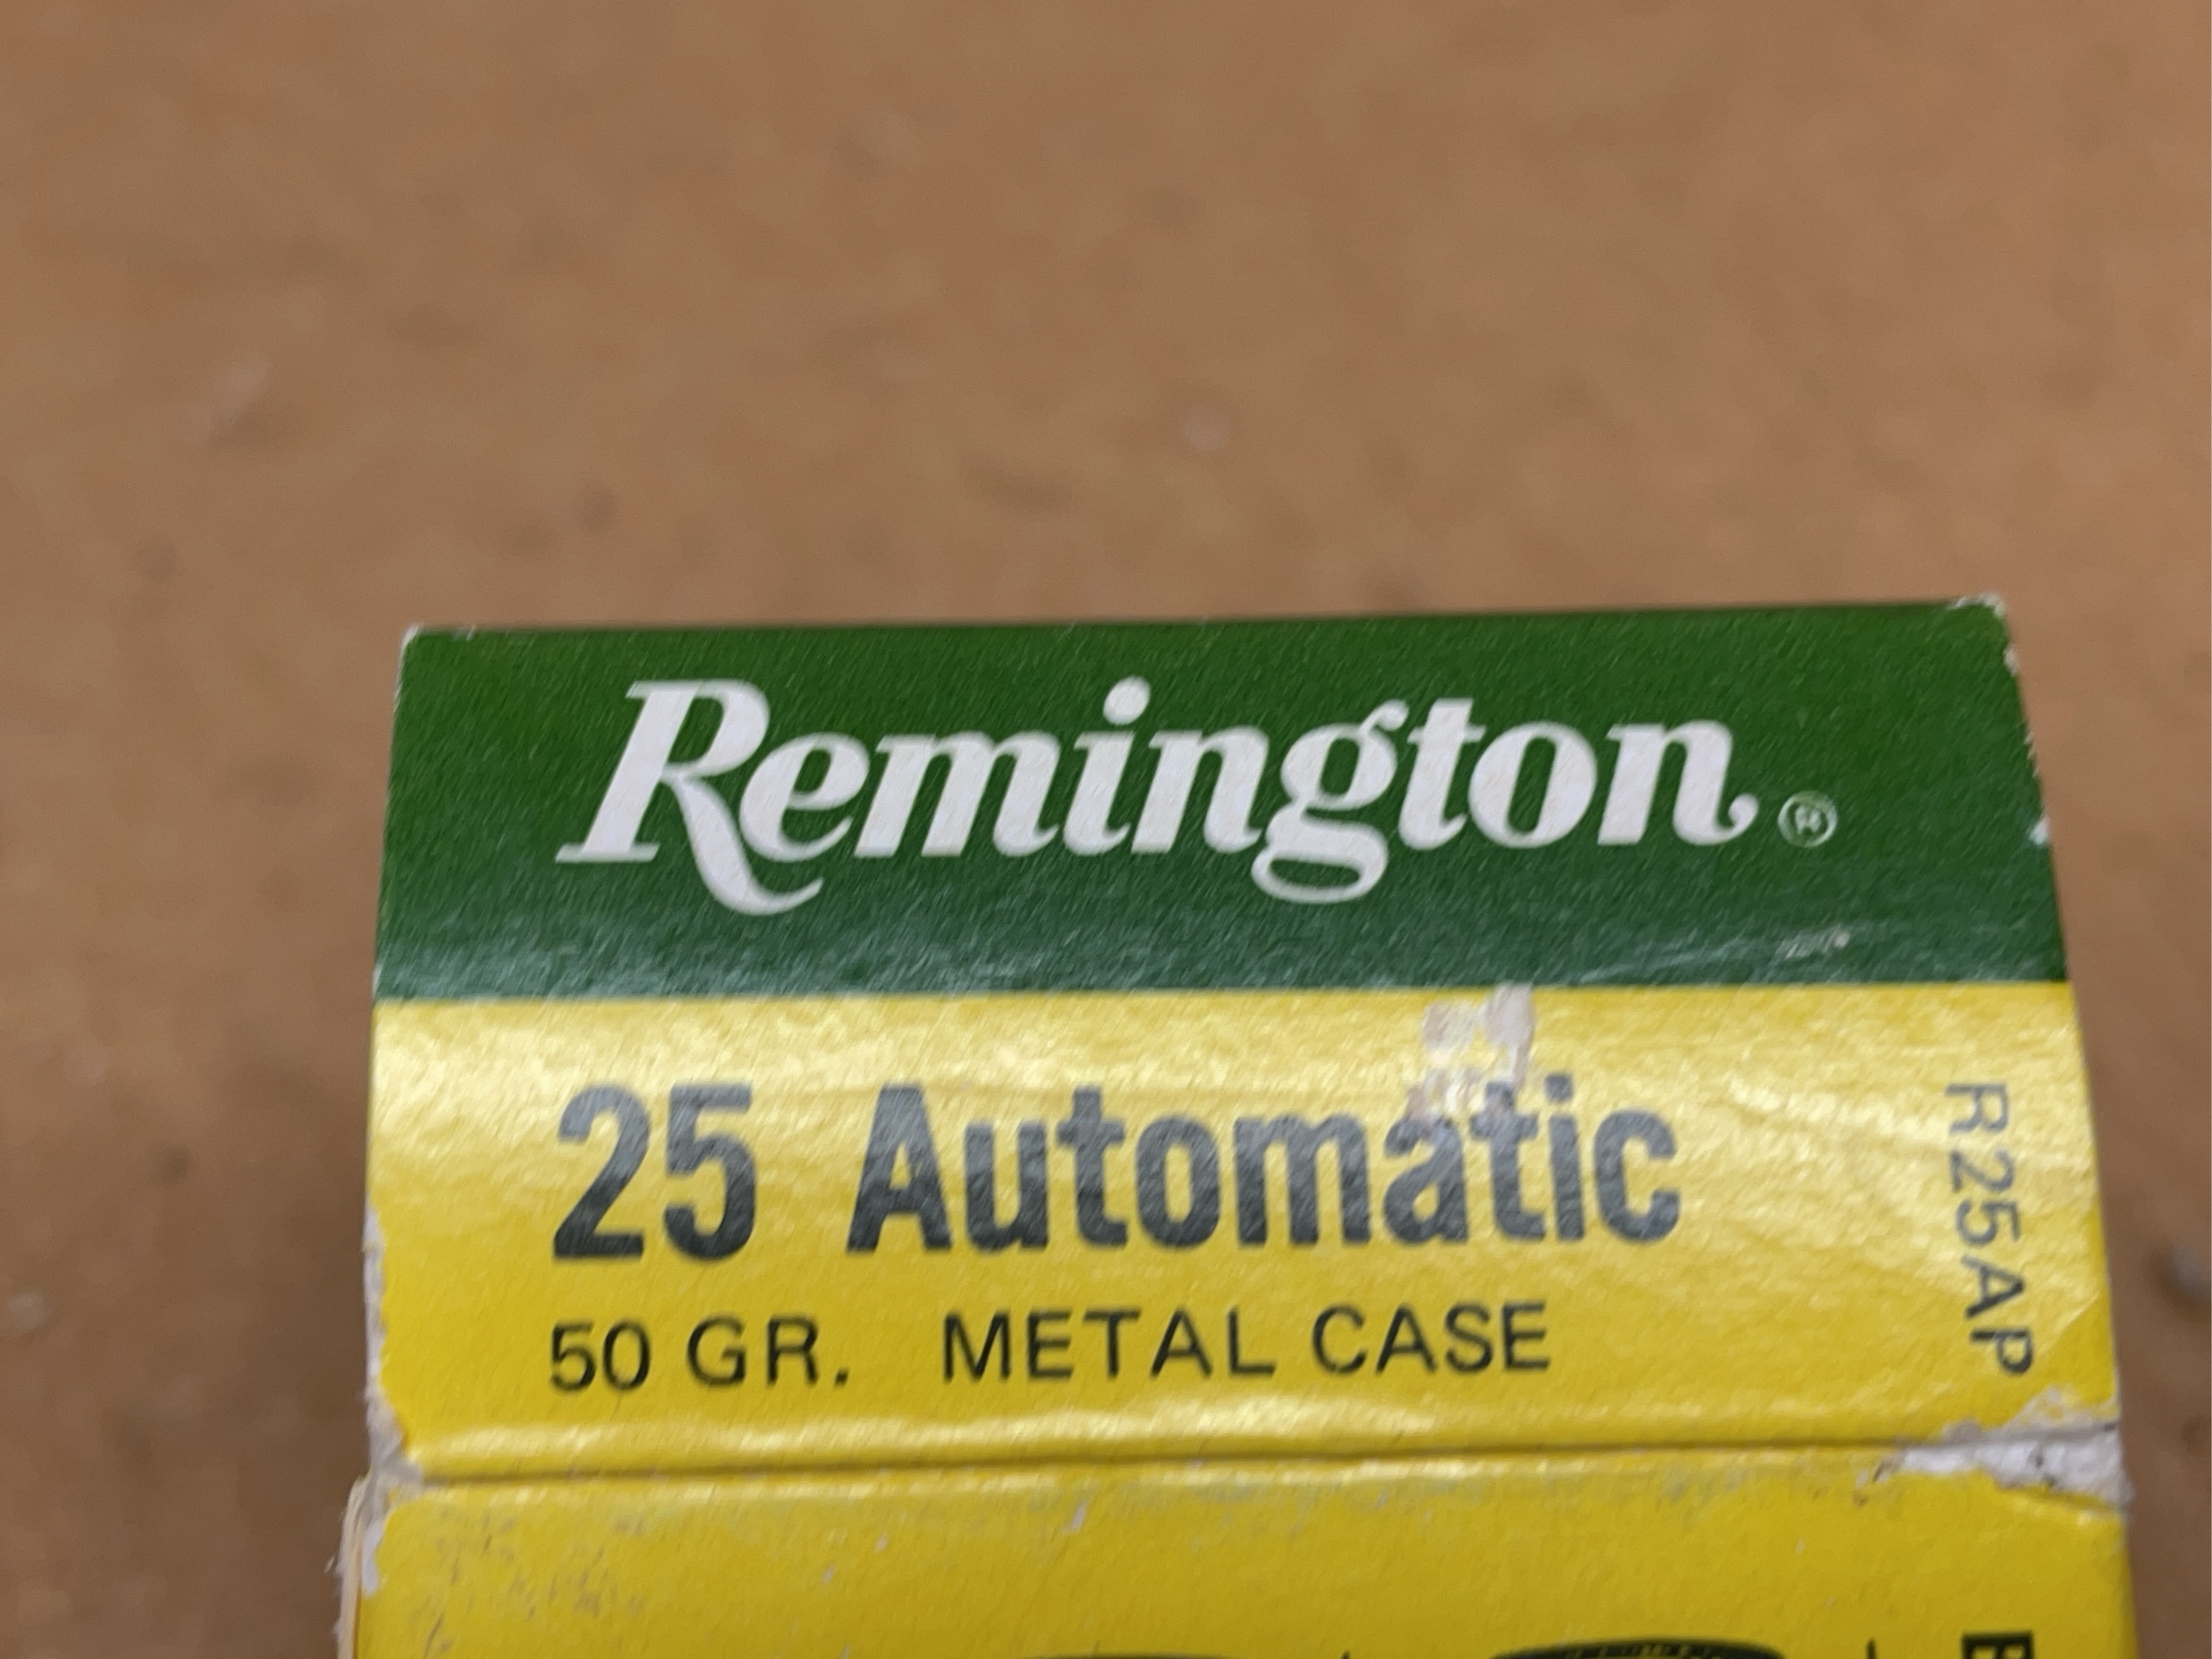 Remington®
25 Automatic
50 GR. METAL CASE
R25AP